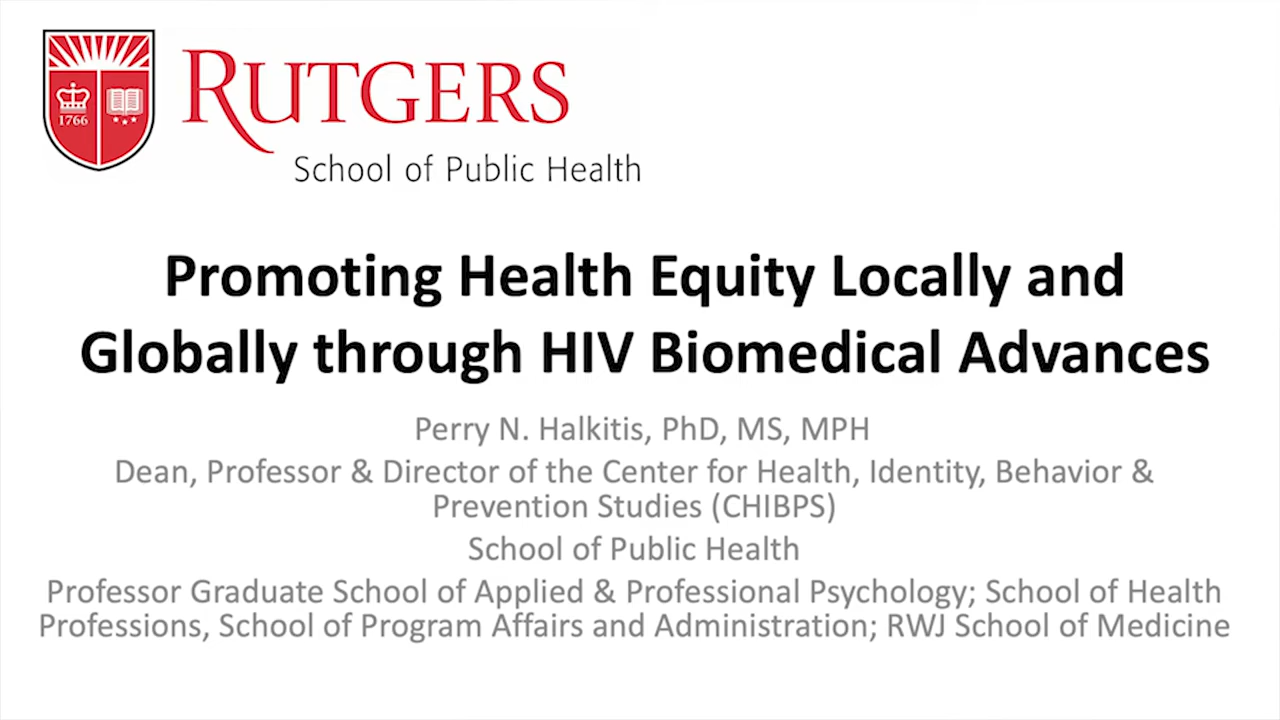 1766
RUTGERS
School of Public Health
Promoting Health Equity Locally and
Globally through HIV Biomedical Advances
Perry N. Halkitis, PhD, MS, MPH
Dean, Professor & Director of the Center for Health, Identity, Behavior &
Prevention Studies (CHIBPS)
School of Public Health
Professor Graduate School of Applied & Professional Psychology; School of Health
Professions, School of Program Affairs and Administration; RWJ School of Medicine